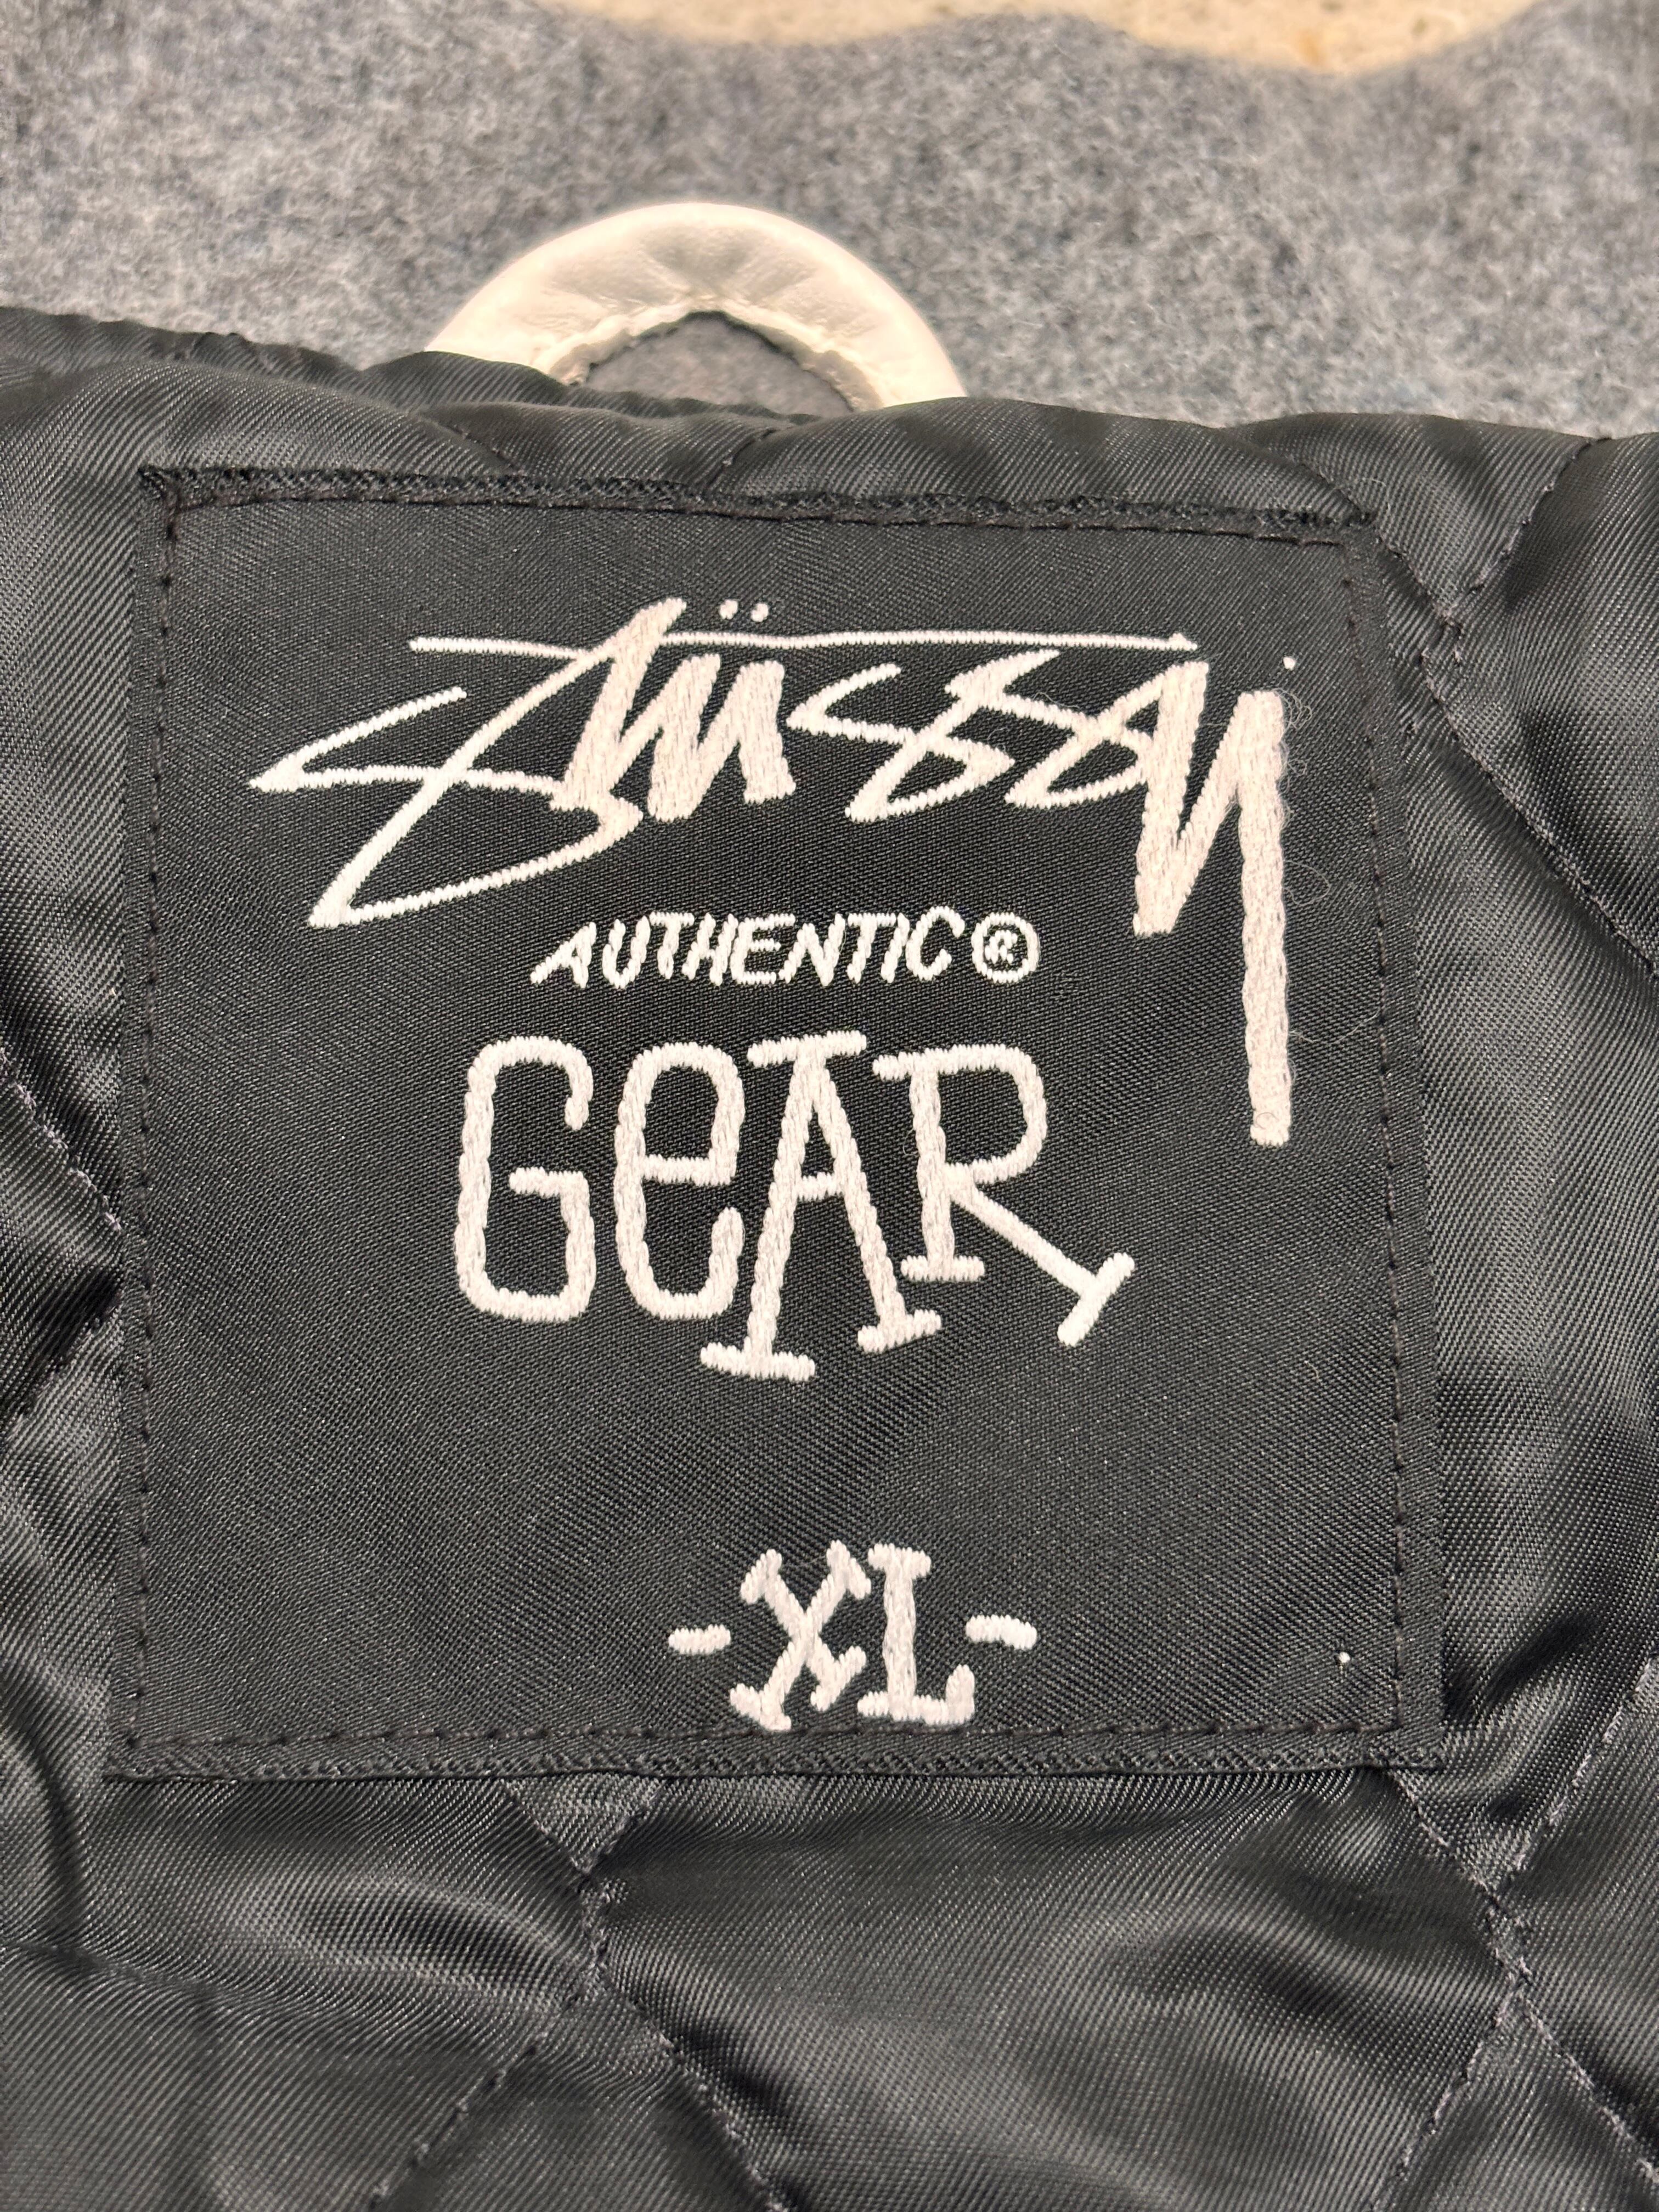 Stüssy
AUTHENTIC®
GeAR
-XL-